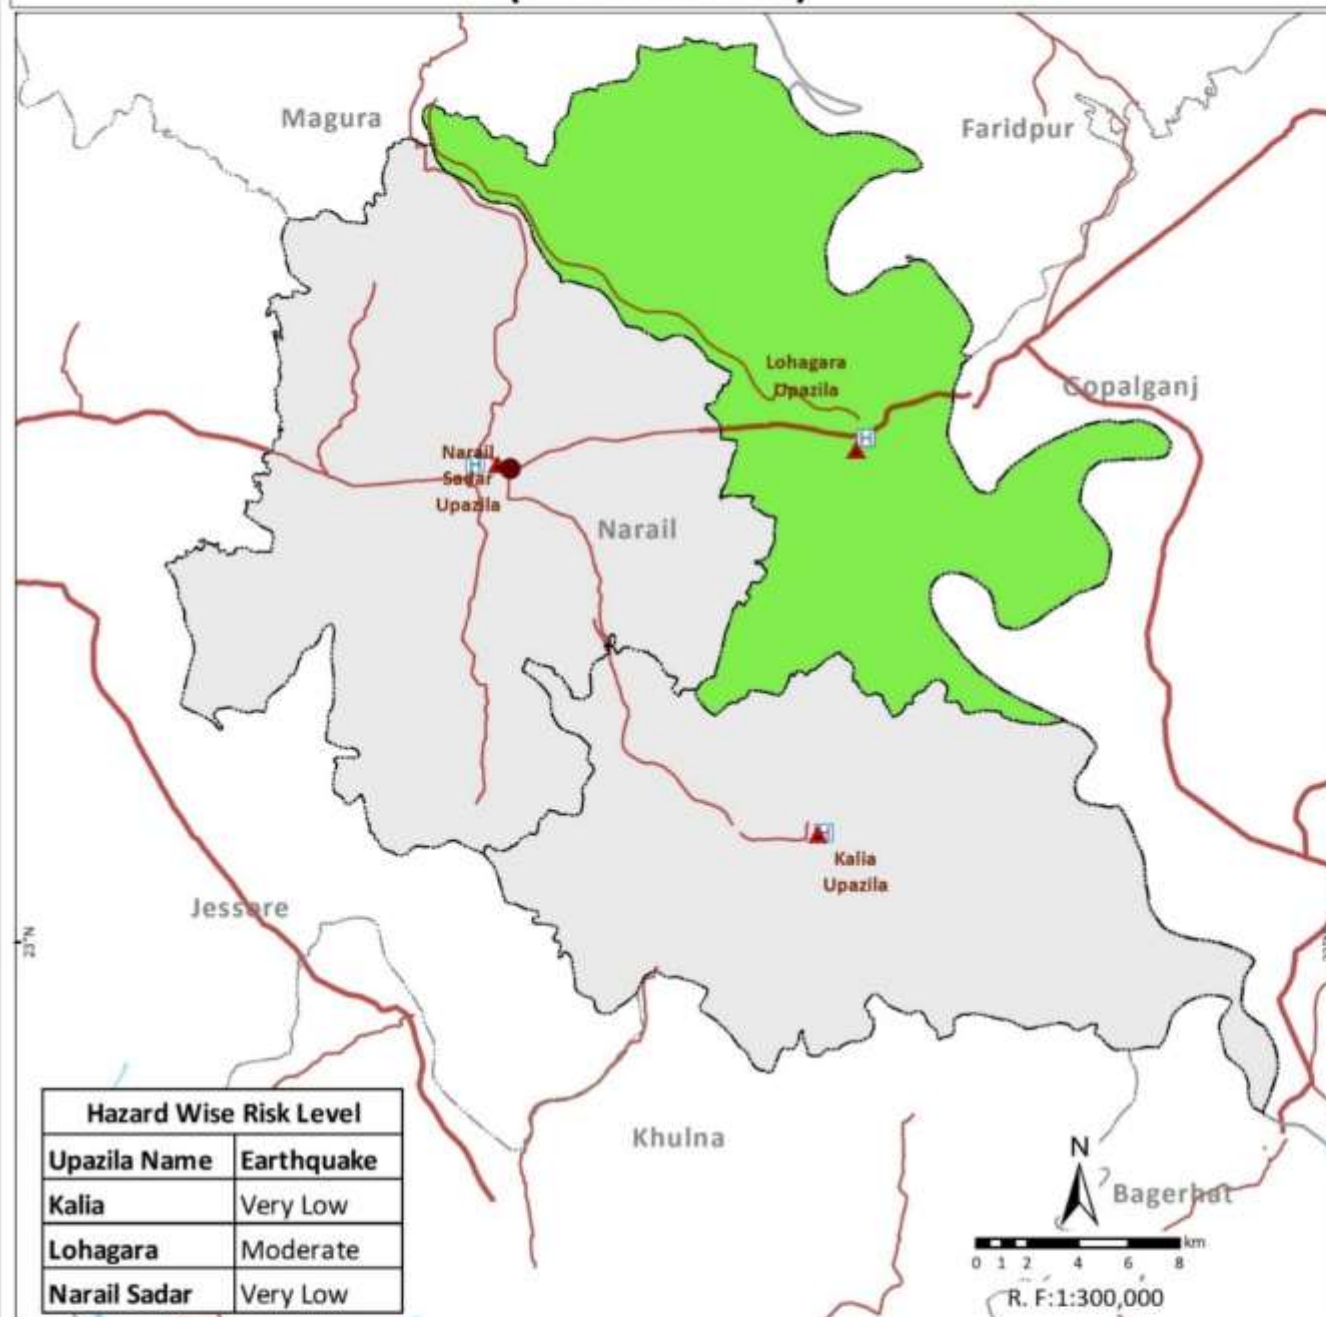 Magura
Faridpur
Lohagara
Upazila
Gopalganj
H
Narail
Sadar
Upazila
H
Narail
H
Kalia
Upazila
Jessore
23°N
Hazard Wise Risk Level
Upazila Name Earthquake
Kalia Very Low
Lohagara Moderate
Narail Sadar Very Low
Khulna
N
Bagerhat
km
0 1 2 4 6 8
R. F:1:300,000